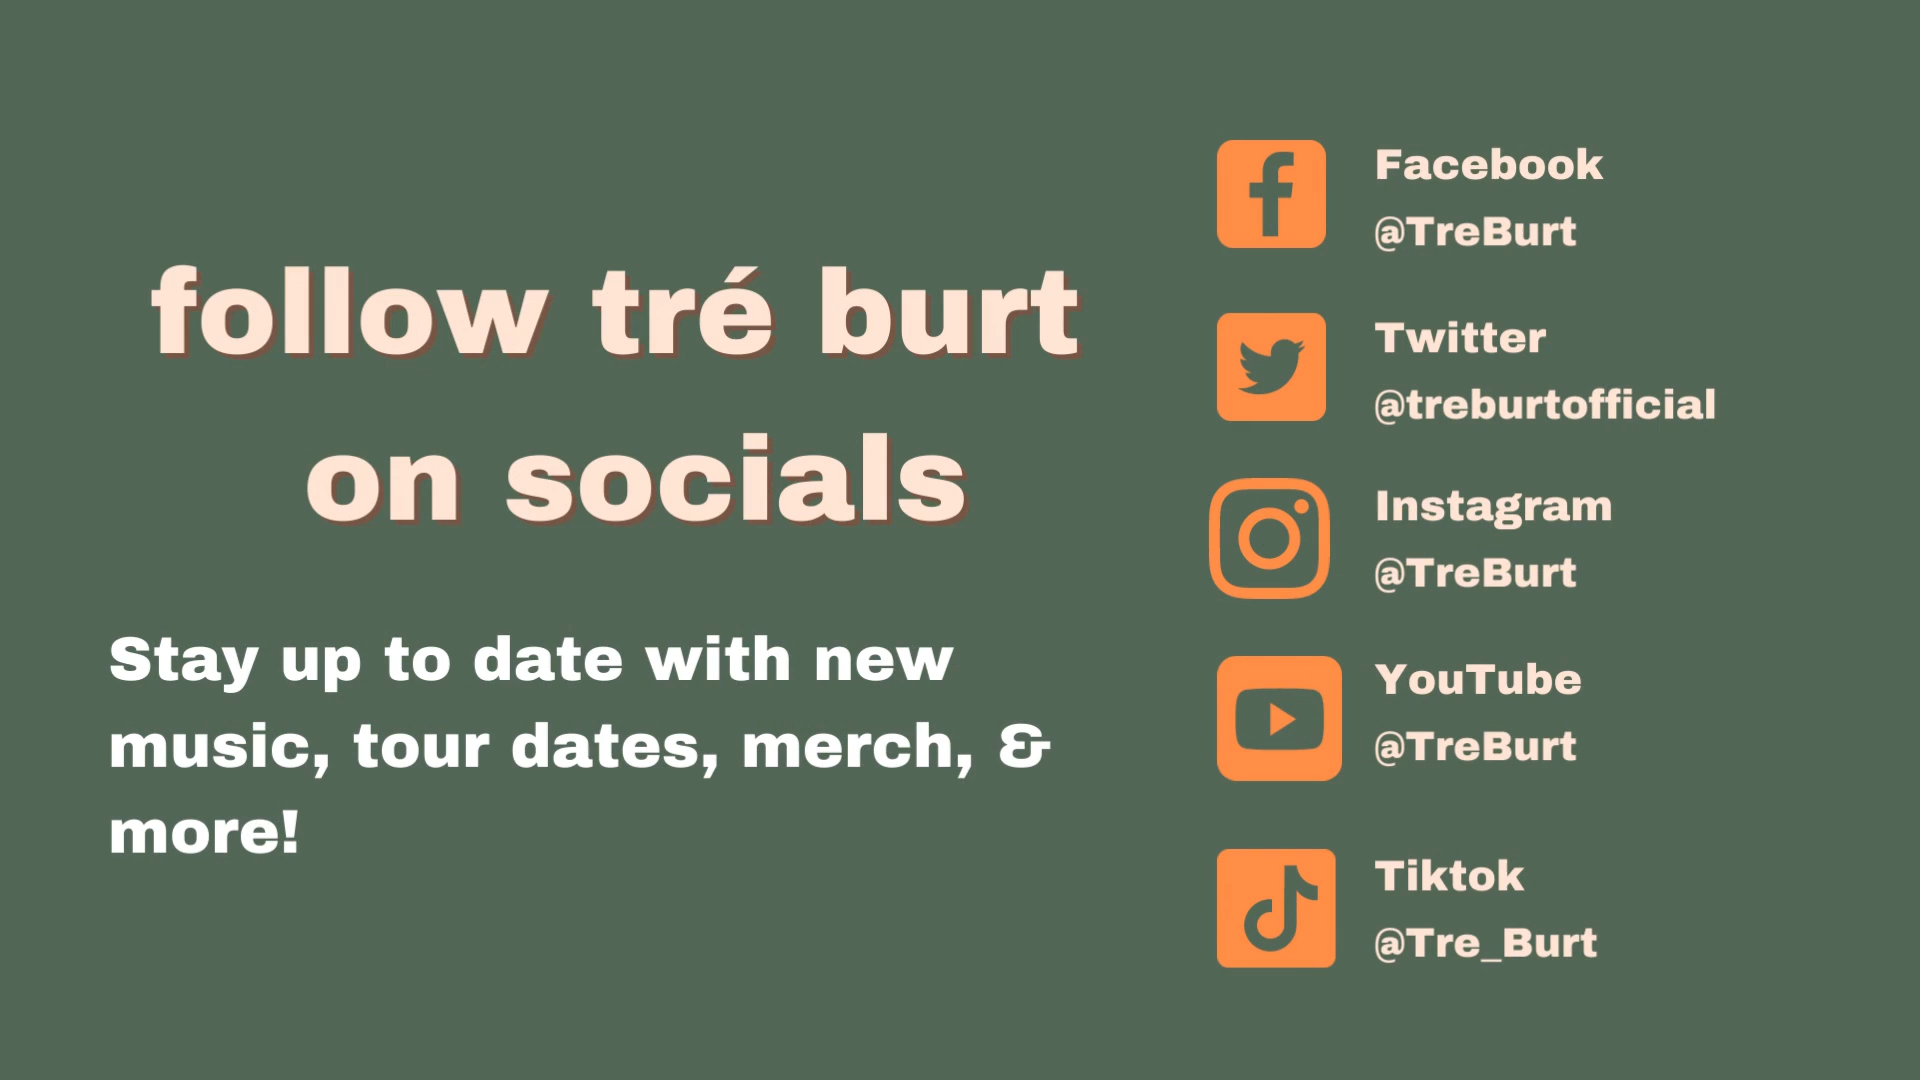 follow tré burt
on socials
Stay up to date with new
music, tour dates, merch, &
more!
Facebook
@TreBurt
Twitter
@treburtofficial
Instagram
@TreBurt
YouTube
@TreBurt
Tiktok
@Tre_Burt